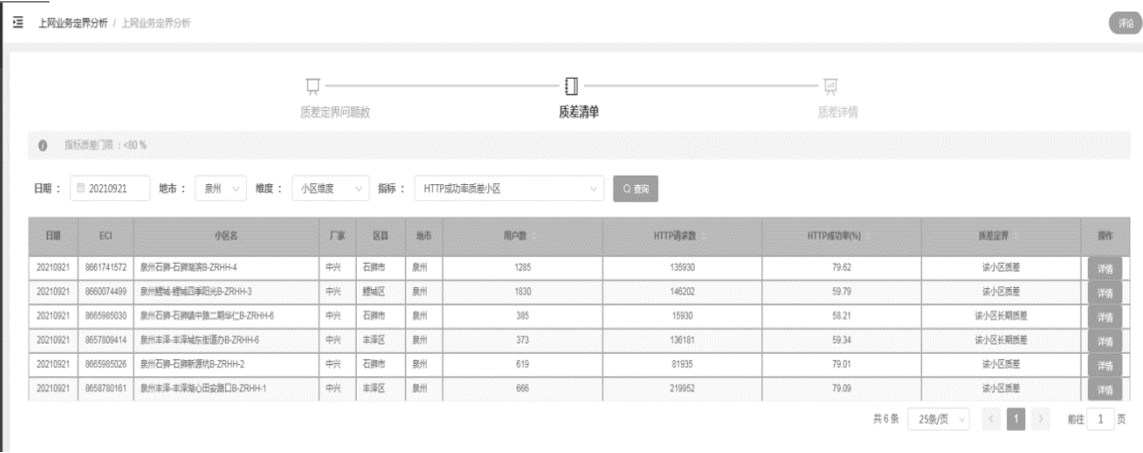 上网业务定界分析 / 上网业务定界分析
评论
质差定界问题数
质差清单
质差详情
指标质差门限 : <80 %
日期 : 20210921 地市 : 泉州 维度 : 小区维度 指标 : HTTP成功率质差小区 查询
日期 ECI 小区名 厂家 区县 地市 用户数 HTTP请求数 HTTP成功率(%) 质差定界 操作
20210921 8661741572 泉州石狮-石狮湖滨B-ZRHH-4 中兴 石狮市 泉州 1285 135930 79.62 该小区质差 详情
20210921 8660074499 泉州鲤城-鲤城四季阳光B-ZRHH-3 中兴 鲤城区 泉州 1830 146202 59.79 该小区质差 详情
20210921 8665985030 泉州石狮-石狮镇中路二期华仁B-ZRHH-6 中兴 石狮市 泉州 385 15930 58.21 该小区长期质差 详情
20210921 8657809414 泉州丰泽-丰泽城东街道办B-ZRHH-6 中兴 丰泽区 泉州 373 136181 59.34 该小区长期质差 详情
20210921 8665985026 泉州石狮-石狮新源坑B-ZRHH-2 中兴 石狮市 泉州 619 81935 79.01 该小区质差 详情
20210921 8658780161 泉州丰泽-丰泽湖心田安路口B-ZRHH-1 中兴 丰泽区 泉州 666 219952 79.09 该小区质差 详情
共 6 条 25条/页 1 前往 1 页